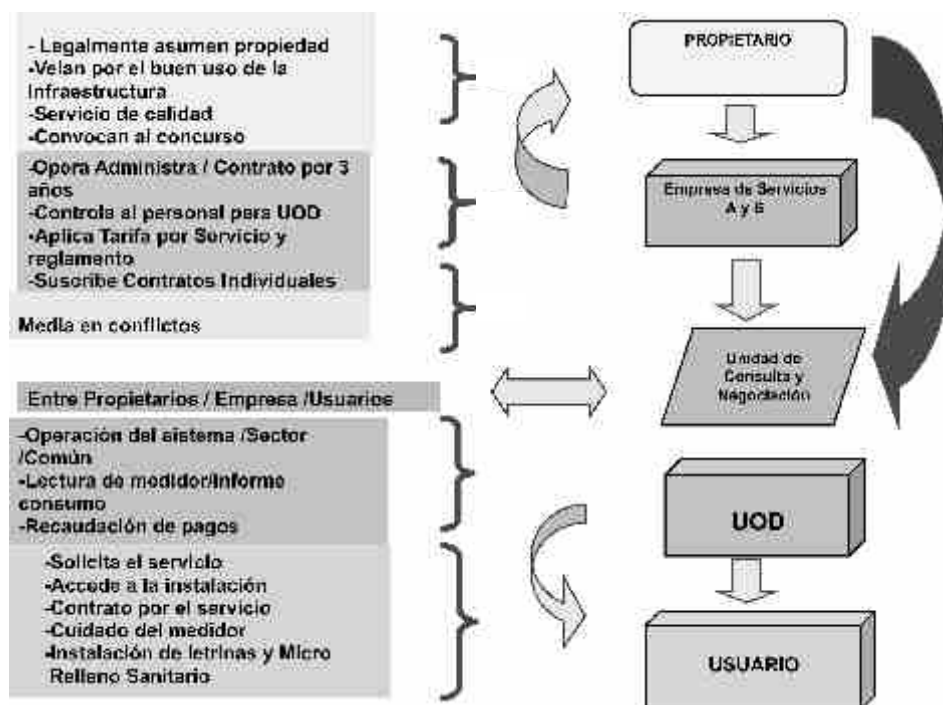 - Legalmente asumen propiedad
-Velan por el buen uso de la
Infraestructura
-Servicio de calidad
-Convocan al concurso
-Opera Administra / Contrato por 3
años
-Controla al personal para UOD
-Aplica Tarifa por Servicio y
reglamento
-Suscribe Contratos Individuales
Media en conflictos
Entre Propietarios / Empresa /Usuarios
-Operación del sistema /Sector
/Común
-Lectura de medidor/Informe
consumo
-Recaudación de pagos
-Solicita el servicio
-Accede a la instalación
-Contrato por el servicio
-Cuidado del medidor
-Instalación de letrinas y Micro
Relleno Sanitario
PROPIETARIO
Empresa de Servicios
A y S
Unidad de
Consulta y
Negociación
UOD
USUARIO